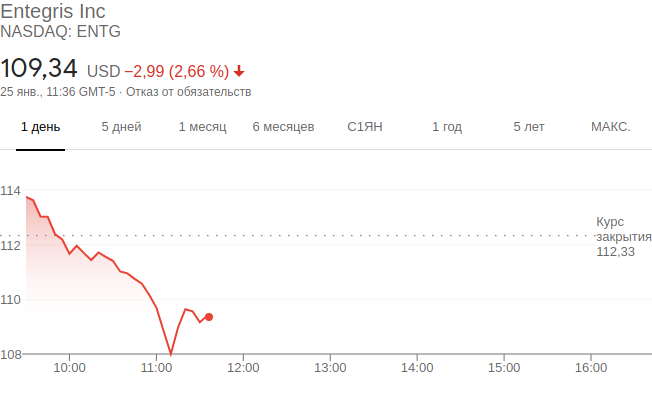 Entegris Inc
NASDAQ: ENTG
109,34 USD −2,99 (2,66 %)
25 янв., 11:36 GMT-5 · Отказ от обязательств
1 день 5 дней 1 месяц 6 месяцев С1ЯН 1 год 5 лет МАКС.
114
Курс
закрытия
112
112,33
110
108
10:00 11:00 12:00 13:00 14:00 15:00 16:00